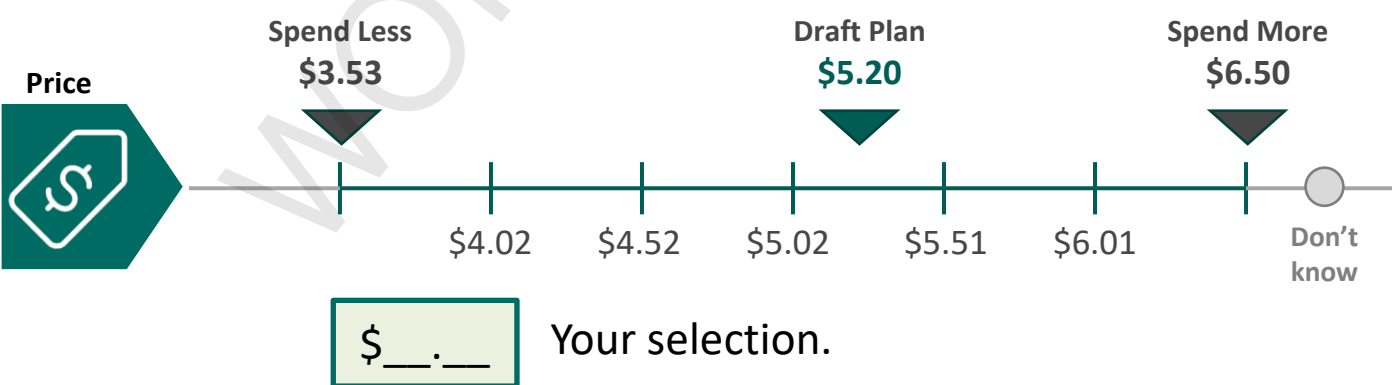 Spend Less
$3.53
Draft Plan
$5.20
Spend More
$6.50
Price
$
$4.02
$4.52
$5.02
$5.51
$6.01
Don't
know
$__.__ Your selection.